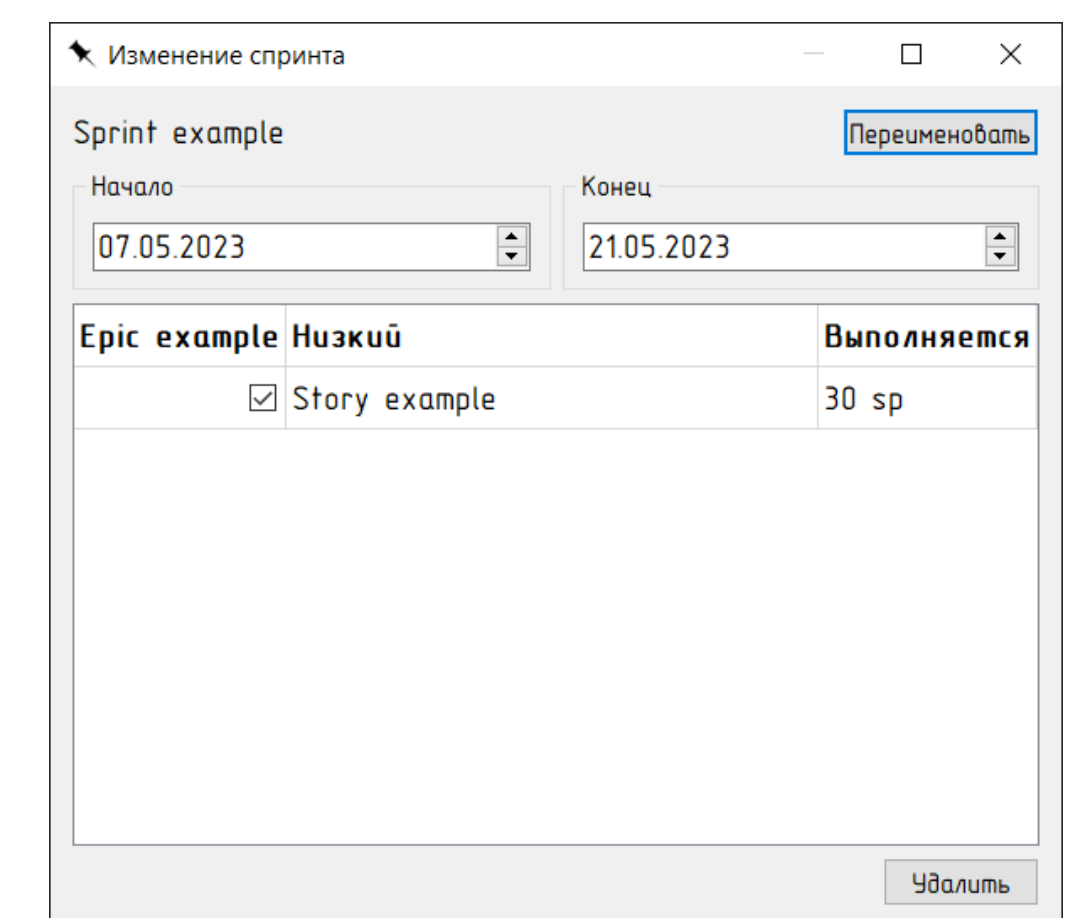 Изменение спринта
Sprint example Переименовать
Начало Конец
07.05.2023 21.05.2023
Epic example Низкий Выполняется
Story example 30 sp
Удалить